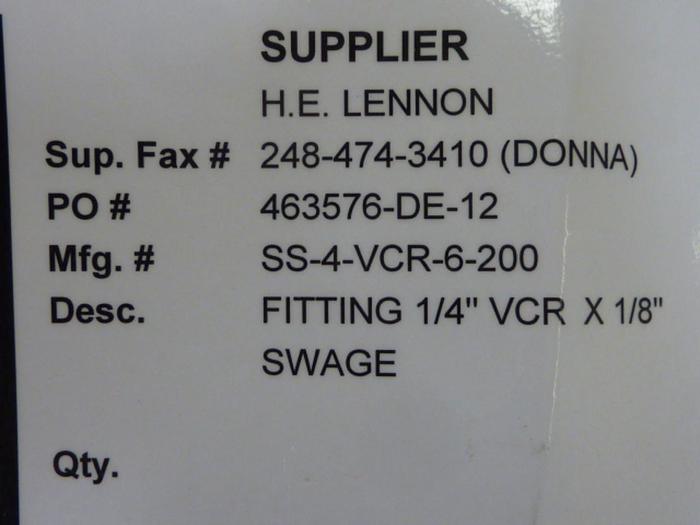 SUPPLIER
H.E. LENNON
Sup. Fax # 248-474-3410 (DONNA)
PO # 463576-DE-12
Mfg. # SS-4-VCR-6-200
Desc. FITTING 1/4" VCR X 1/8"
SWAGE
Qty.